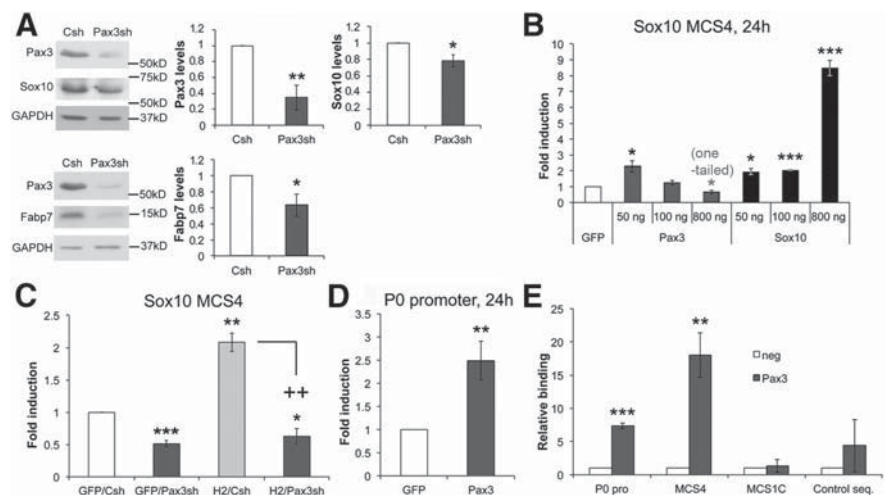 A
Csh Pax3sh
Pax3
50kD
75kD
Sox10
50kD
GAPDH
37kD
Pax3 levels
1.2
1
0.8
0.6
0.4
0.2
0
**
Csh Pax3sh
Sox10 levels
1.2
1
0.8
0.6
0.4
0.2
0
*
Csh Pax3sh
Csh Pax3sh
Pax3
50kD
Fabp7
15kD
GAPDH
37kD
Fabp7 levels
1.2
1
0.8
0.6
0.4
0.2
0
*
Csh Pax3sh
B
Sox10 MCS4, 24h
Fold induction
10
9
8
7
6
5
4
3
2
1
0
*
(one
-tailed)
*
*
***
***
50 ng 100 ng 800 ng 50 ng 100 ng 800 ng
GFP Pax3 Sox10
C
Sox10 MCS4
Fold induction
2.5
2
1.5
1
0.5
0
***
**
++
*
GFP/Csh GFP/Pax3sh H2/Csh H2/Pax3sh
D
P0 promoter, 24h
Fold induction
3.5
3
2.5
2
1.5
1
0.5
0
**
GFP Pax3
E
Relative binding
25
20
15
10
5
0
***
**
neg
Pax3
P0 pro MCS4 MCS1C Control seq.